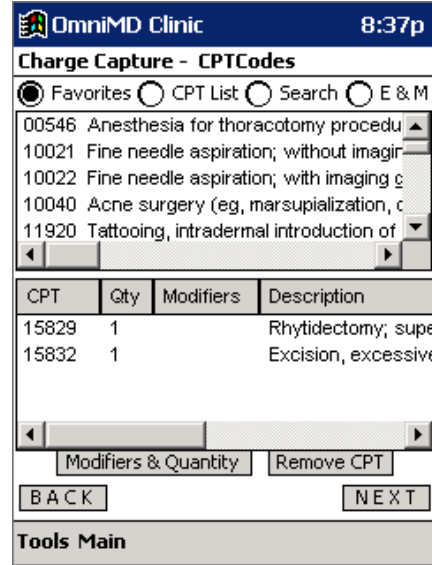 OmniMD Clinic 8:37p
Charge Capture - CPTCodes
Favorites CPT List Search E & M
00546 Anesthesia for thoracotomy procedu
10021 Fine needle aspiration; without imagin
10022 Fine needle aspiration; with imaging g
10040 Acne surgery (eg, marsupialization, o
11920 Tattooing, intradermal introduction of
CPT Qty Modifiers Description
15829 1 Rhytidectomy; supe
15832 1 Excision, excessive
Modifiers & Quantity Remove CPT
BACK NEXT
Tools Main